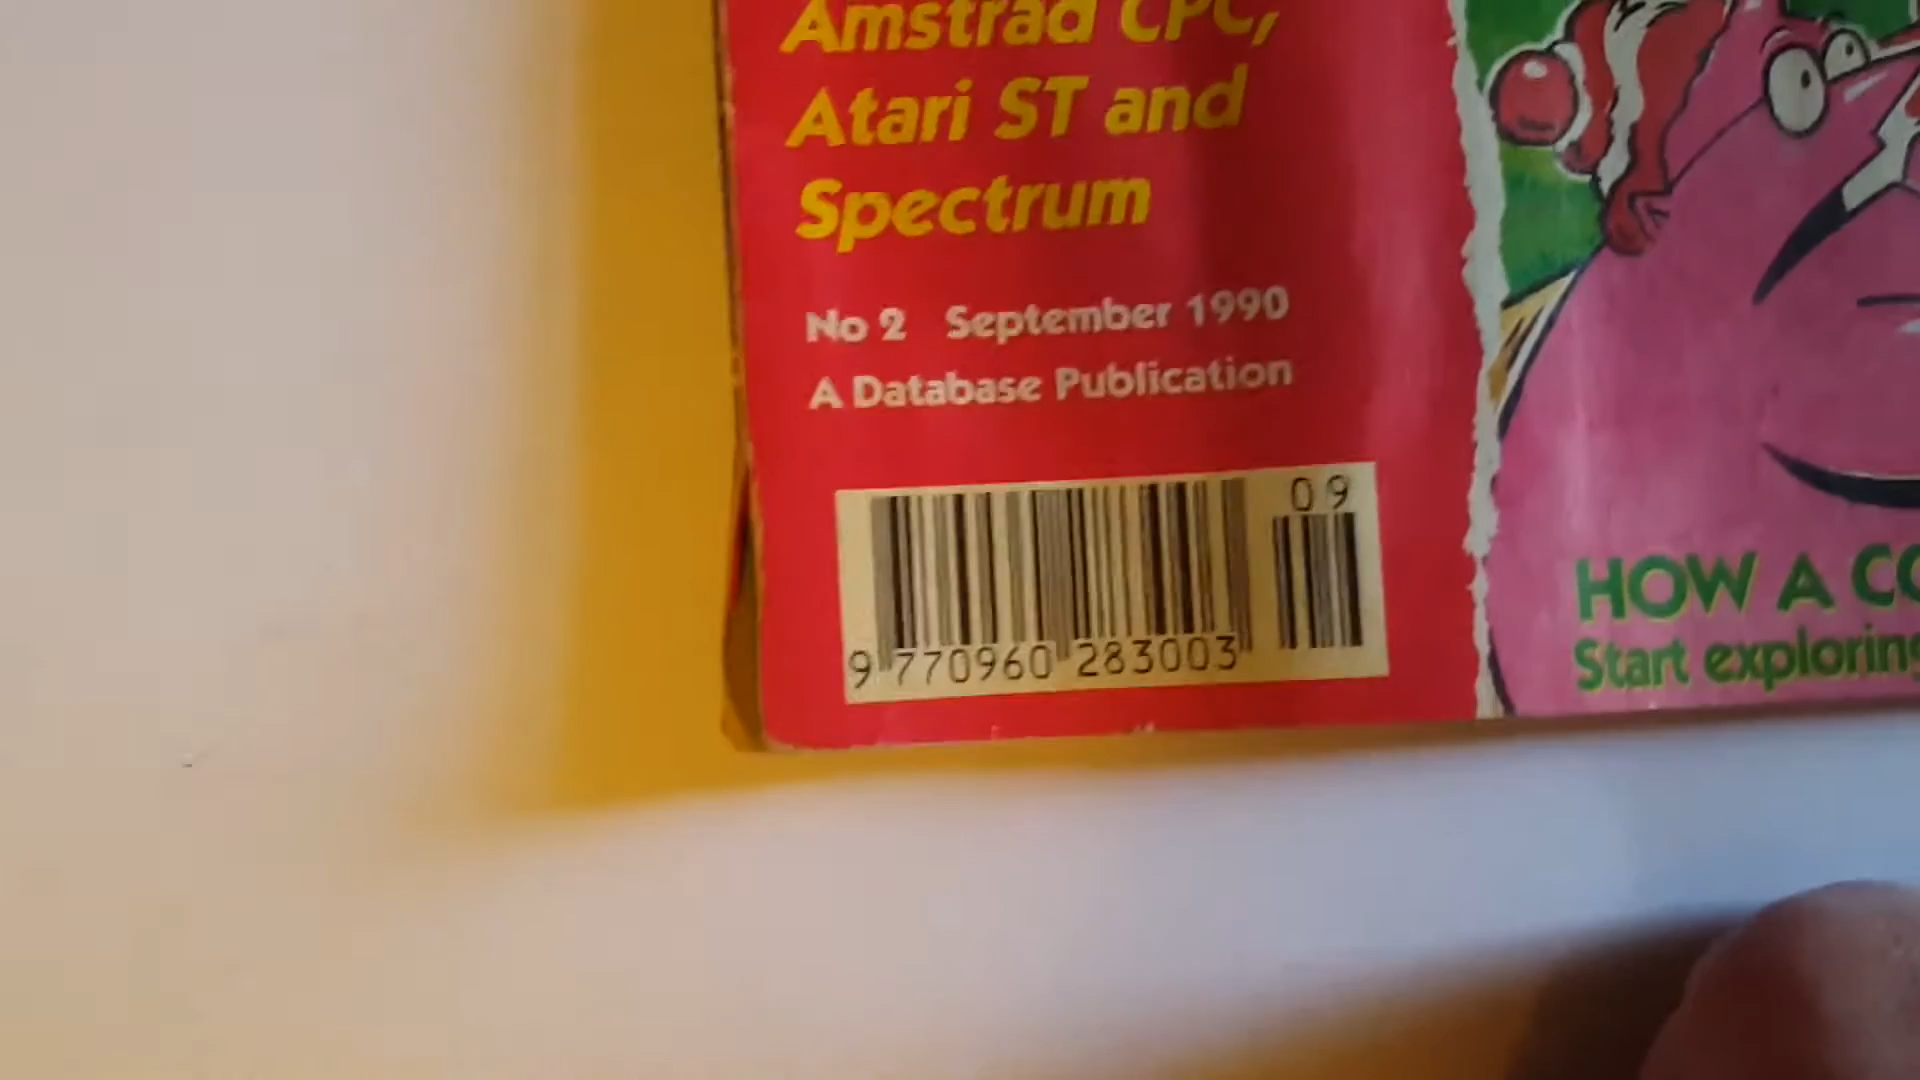 Amstrad CPC,
Atari ST and
Spectrum
No 2 September 1990
A Database Publication
09
9 770960 283003
HOW A
Start exploring